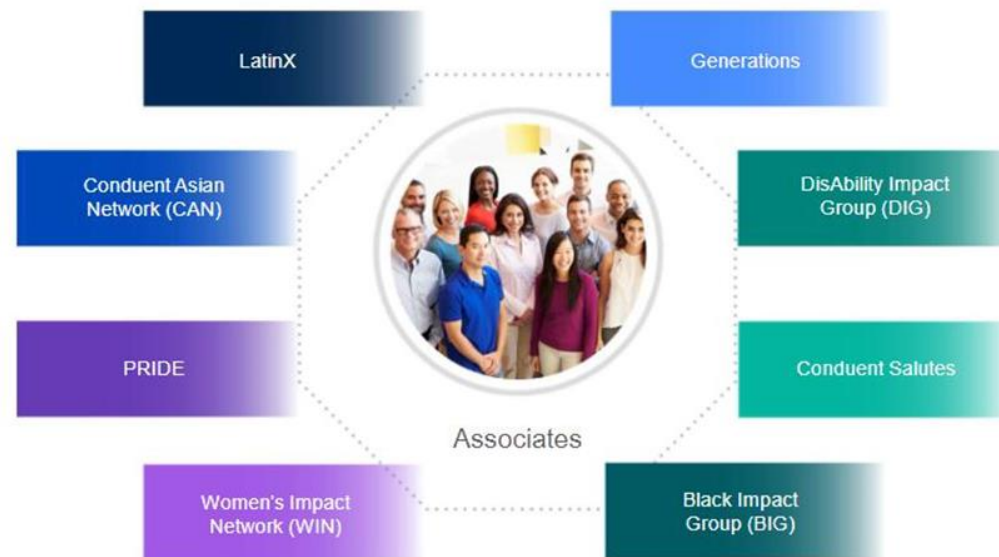 LatinX
Generations
Conduent Asian
Network (CAN)
DisAbility Impact
Group (DIG)
PRIDE
Conduent Salutes
Associates
Women's Impact
Network (WIN)
Black Impact
Group (BIG)